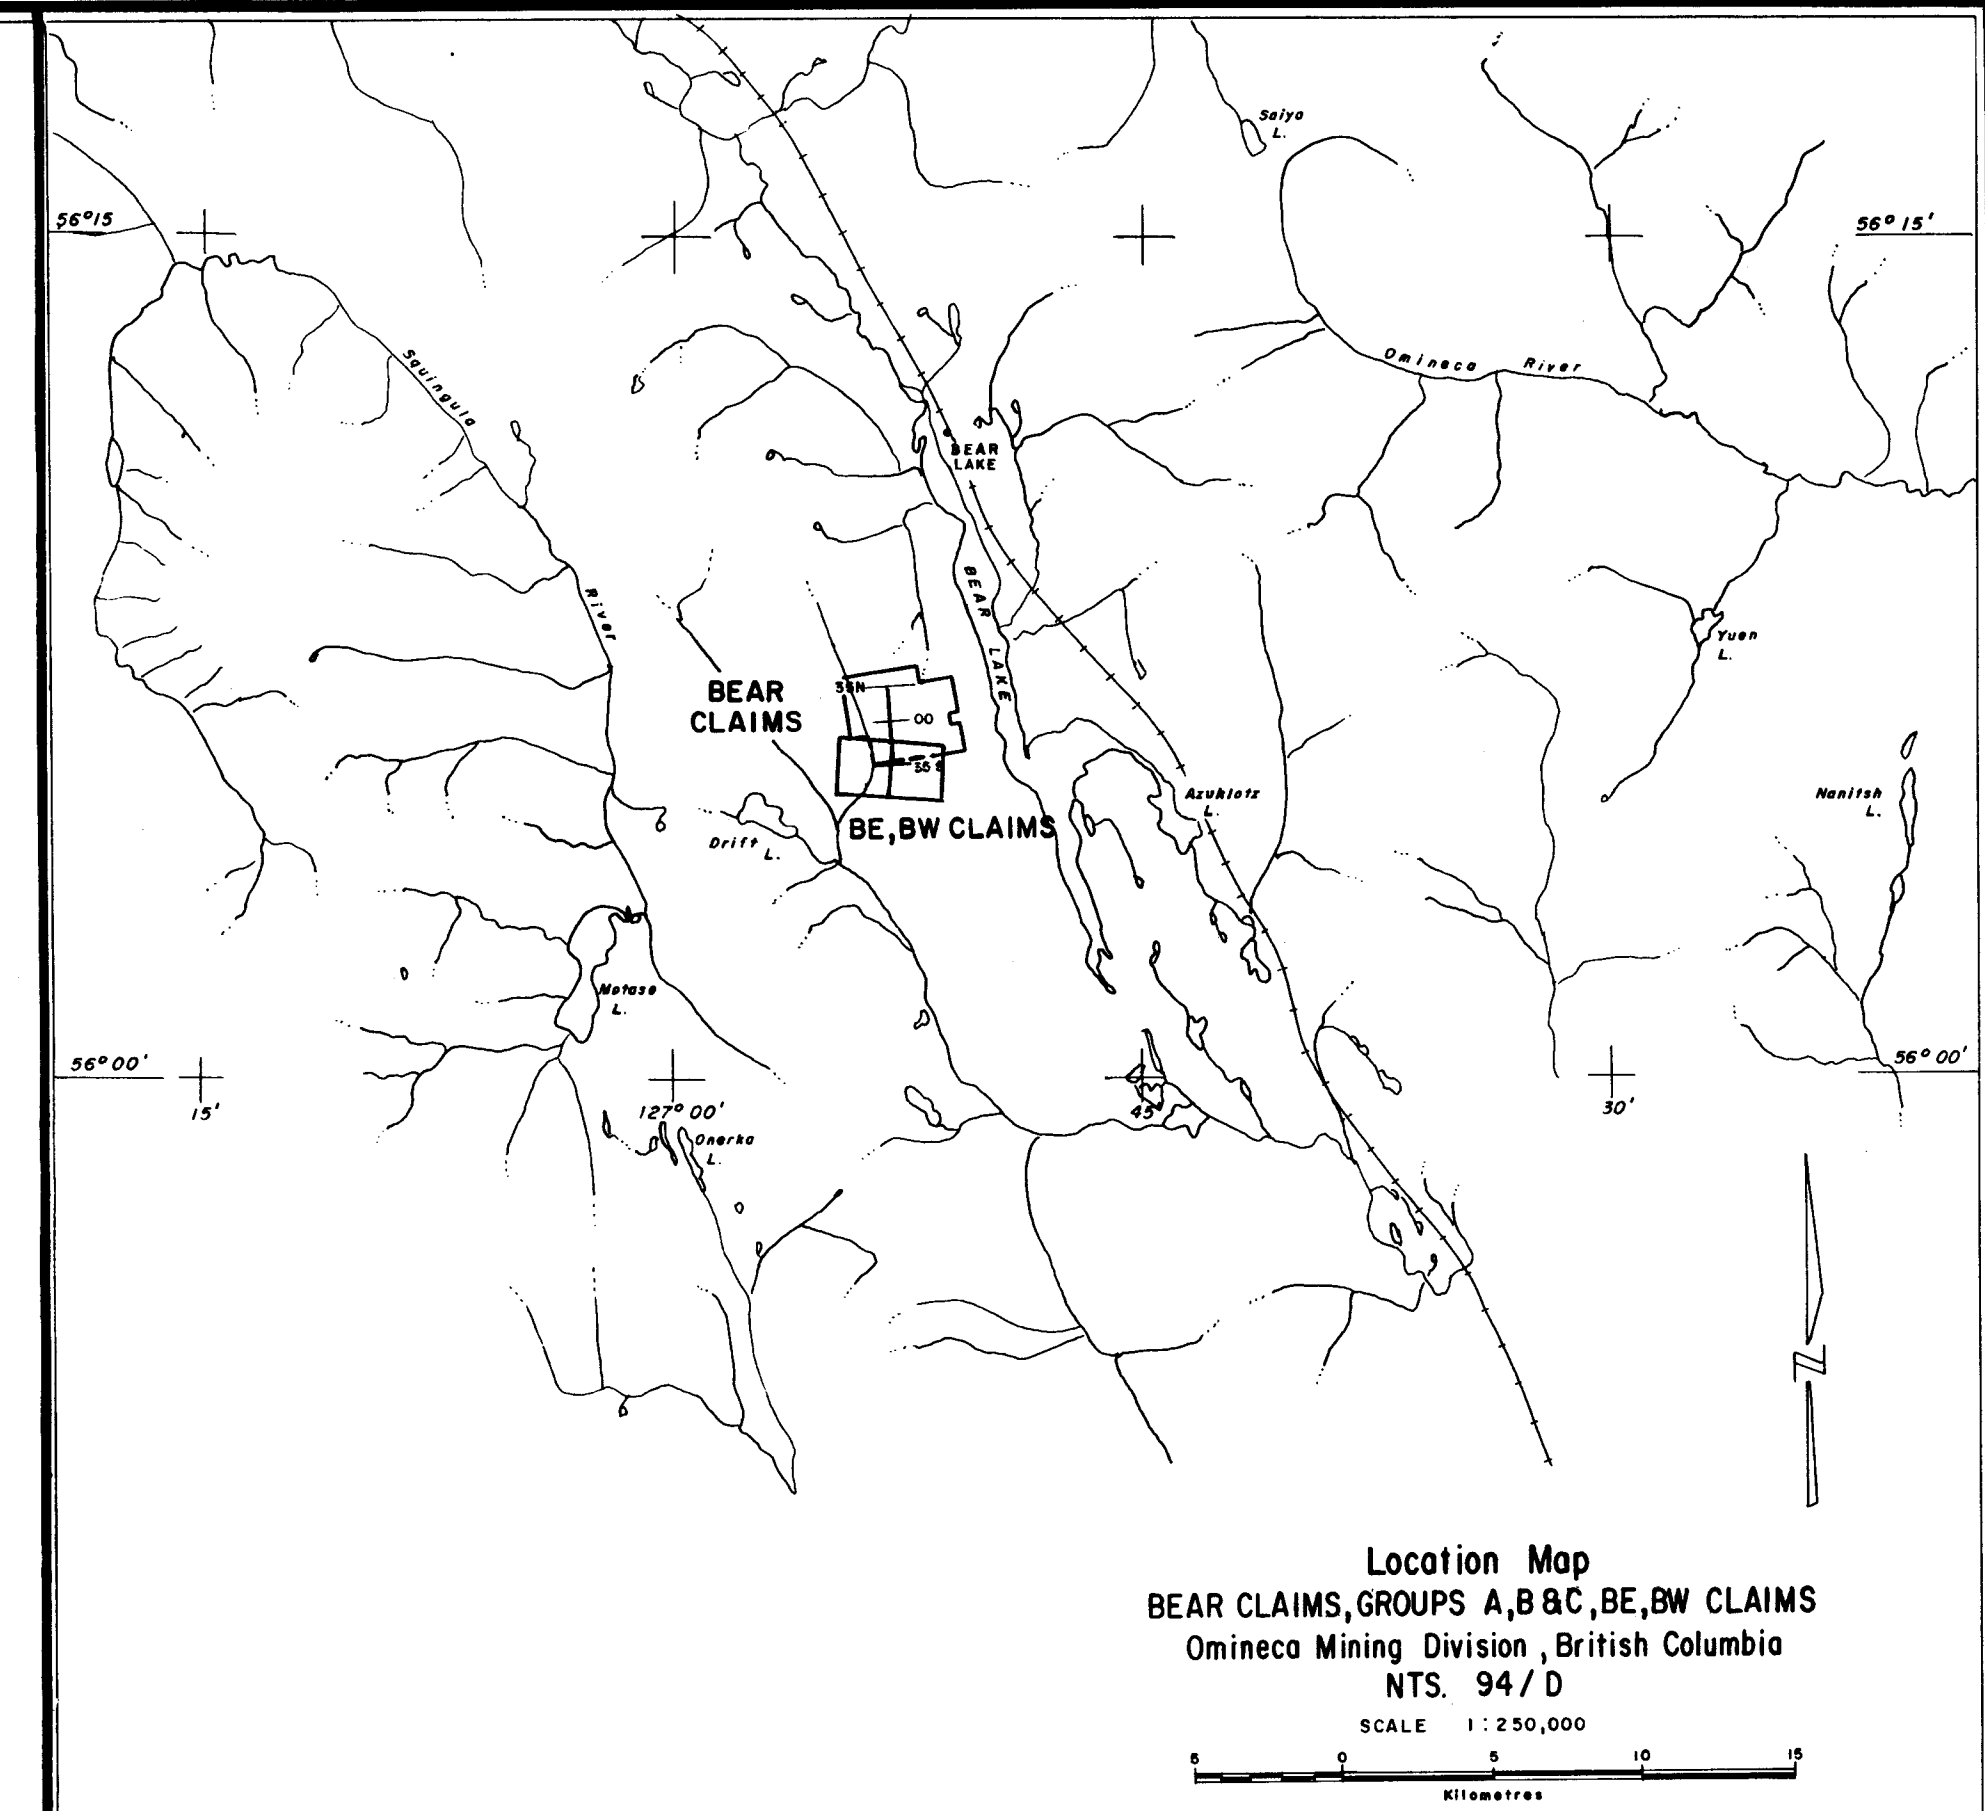 Saiya
L.
56°15
56° 15'
Squingula
Omineca River
BEAR
LAKE
BEAR LAKE
River
Yuen
L.
BEAR
CLAIMS
35N
00
35S
Azuklotz
L.
Nanitsh
L.
BE,BW CLAIMS
Drift L.
Motase
L.
56° 00'
56° 00'
15'
127° 00'
45'
30'
Onerka
L.
N
Location Map
BEAR CLAIMS,GROUPS A,B &C,BE,BW CLAIMS
Omineca Mining Division , British Columbia
NTS. 94 / D
SCALE 1 : 250,000
5 0 5 10 15
Kilometres